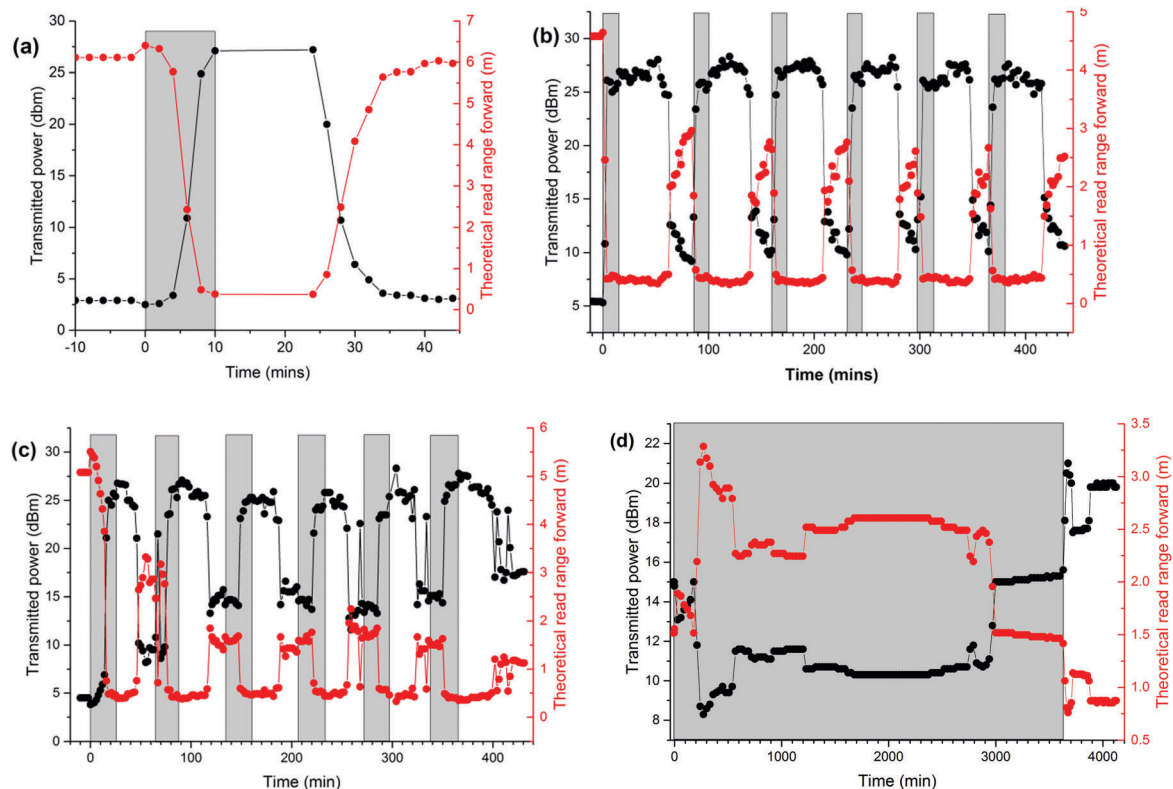 (a)
Transmitted power (dbm)
30
25
20
15
10
5
0
-10 0 10 20 30 40
Time (mins)
6
5
4
3
2
1
0
Theoretical read range forward (m)
(b)
Transmitted power (dBm)
30
25
20
15
10
5
0 100 200 300 400
Time (mins)
5
4
3
2
1
0
Theoretical read range forward (m)
(c)
Transmitted power (dBm)
30
25
20
15
10
5
0
0 100 200 300 400
Time (min)
6
5
4
3
2
1
0
Theoretical read range forward (m)
(d)
Transmitted power (dBm)
22
20
18
16
14
12
10
8
0 1000 2000 3000 4000
Time (min)
3.5
3.0
2.5
2.0
1.5
1.0
0.5
Theoretical read range forward (m)